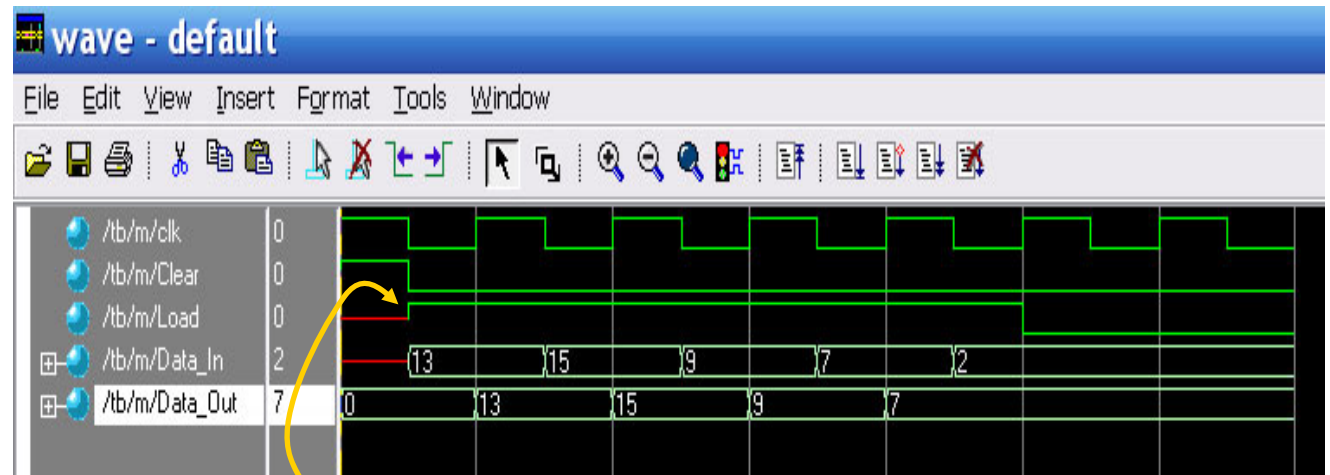 wave - default
File Edit View Insert Format Tools Window
/tb/m/clk 0
/tb/m/Clear 0
/tb/m/Load 0
/tb/m/Data_In 2 13 15 9 7 2
/tb/m/Data_Out 7 0 13 15 9 7